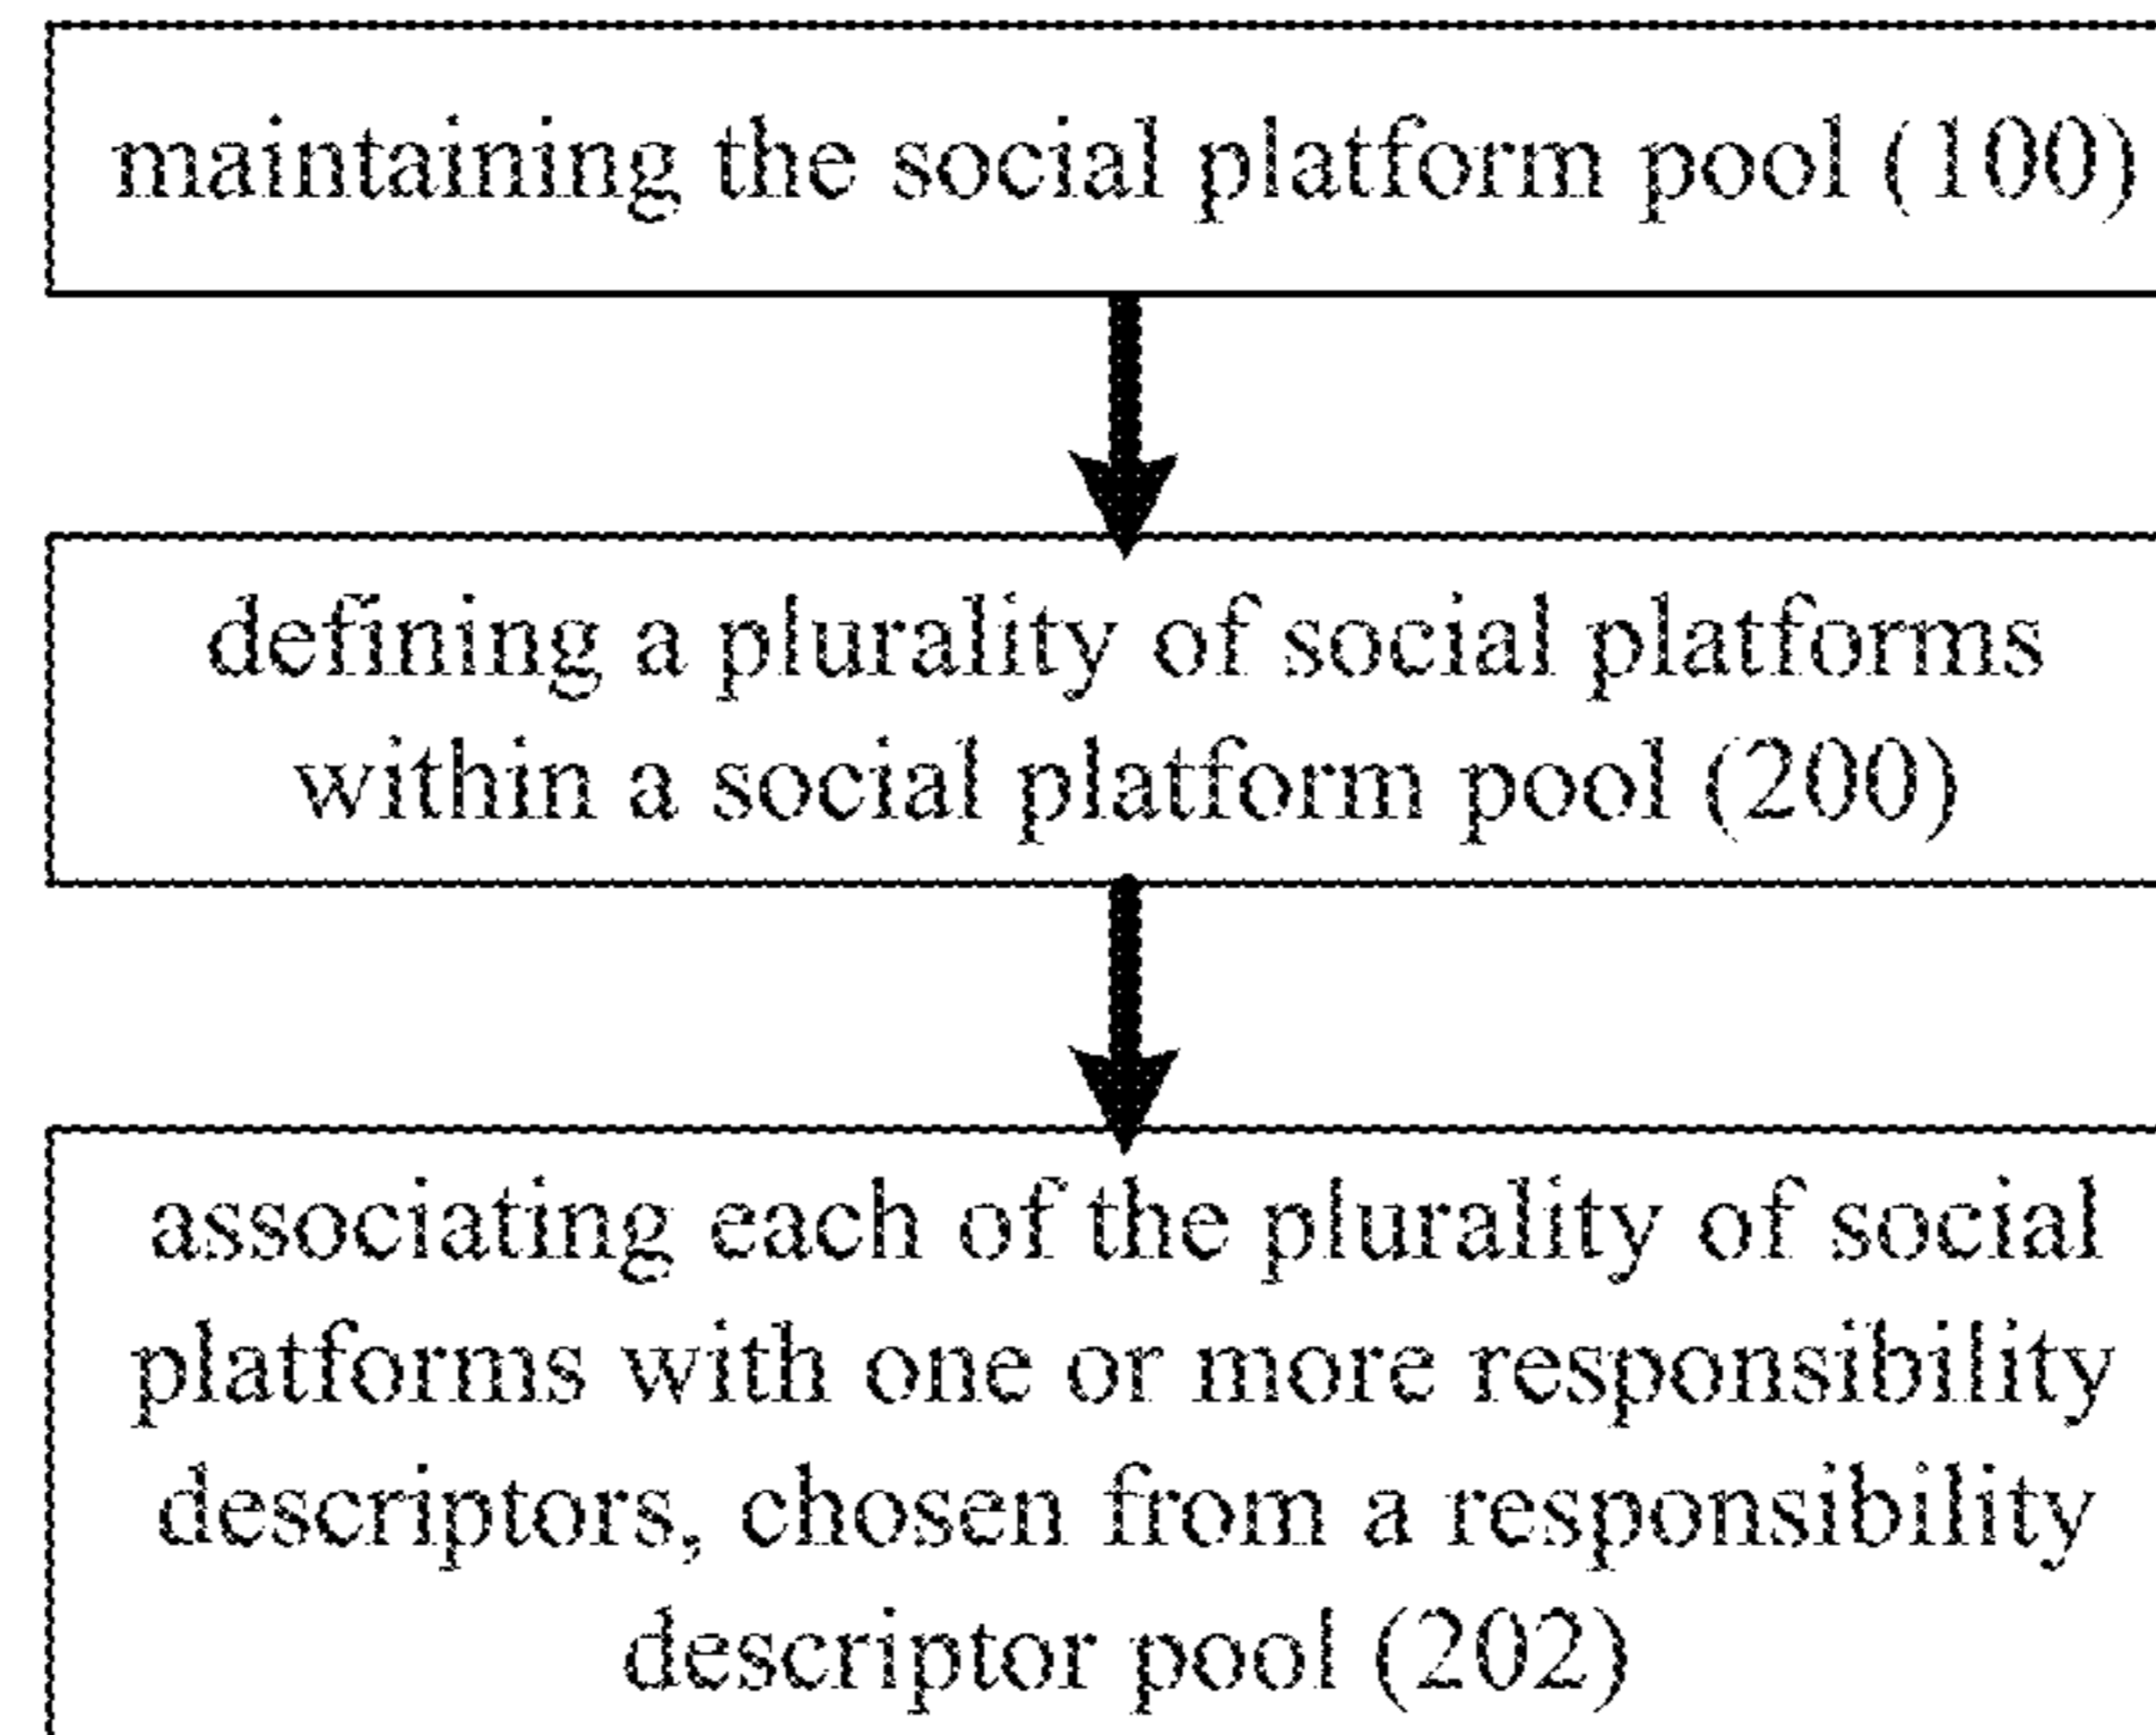 maintaining the social platform pool (100)
defining a plurality of social platforms
within a social platform pool (200)
associating each of the plurality of social
platforms with one or more responsibility
descriptors, chosen from a responsibility
descriptor pool (202)